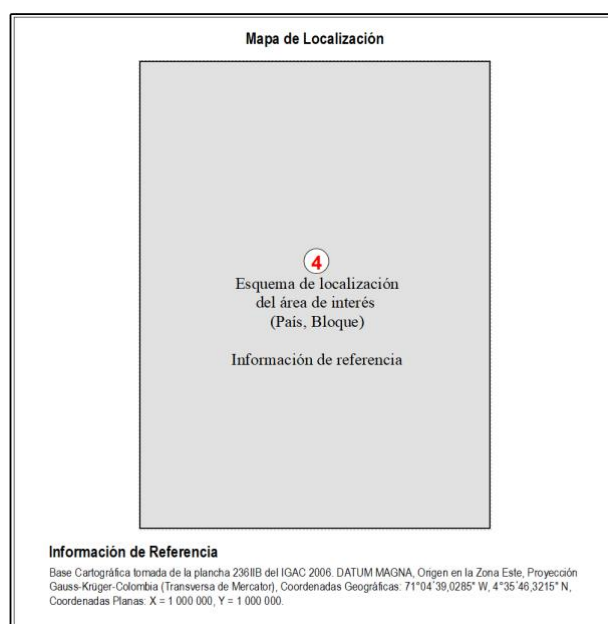 Mapa de Localización
4
Esquema de localización
del área de interés
(País, Bloque)
Información de referencia
Información de Referencia
Base Cartográfica tomada de la plancha 236IIB del IGAC 2006. DATUM MAGNA, Origen en la Zona Este, Proyección
Gauss-Krüger-Colombia (Transversa de Mercator), Coordenadas Geográficas: 71°04´39,0285" W, 4°35´46,3215" N,
Coordenadas Planas: X = 1 000 000, Y = 1 000 000.